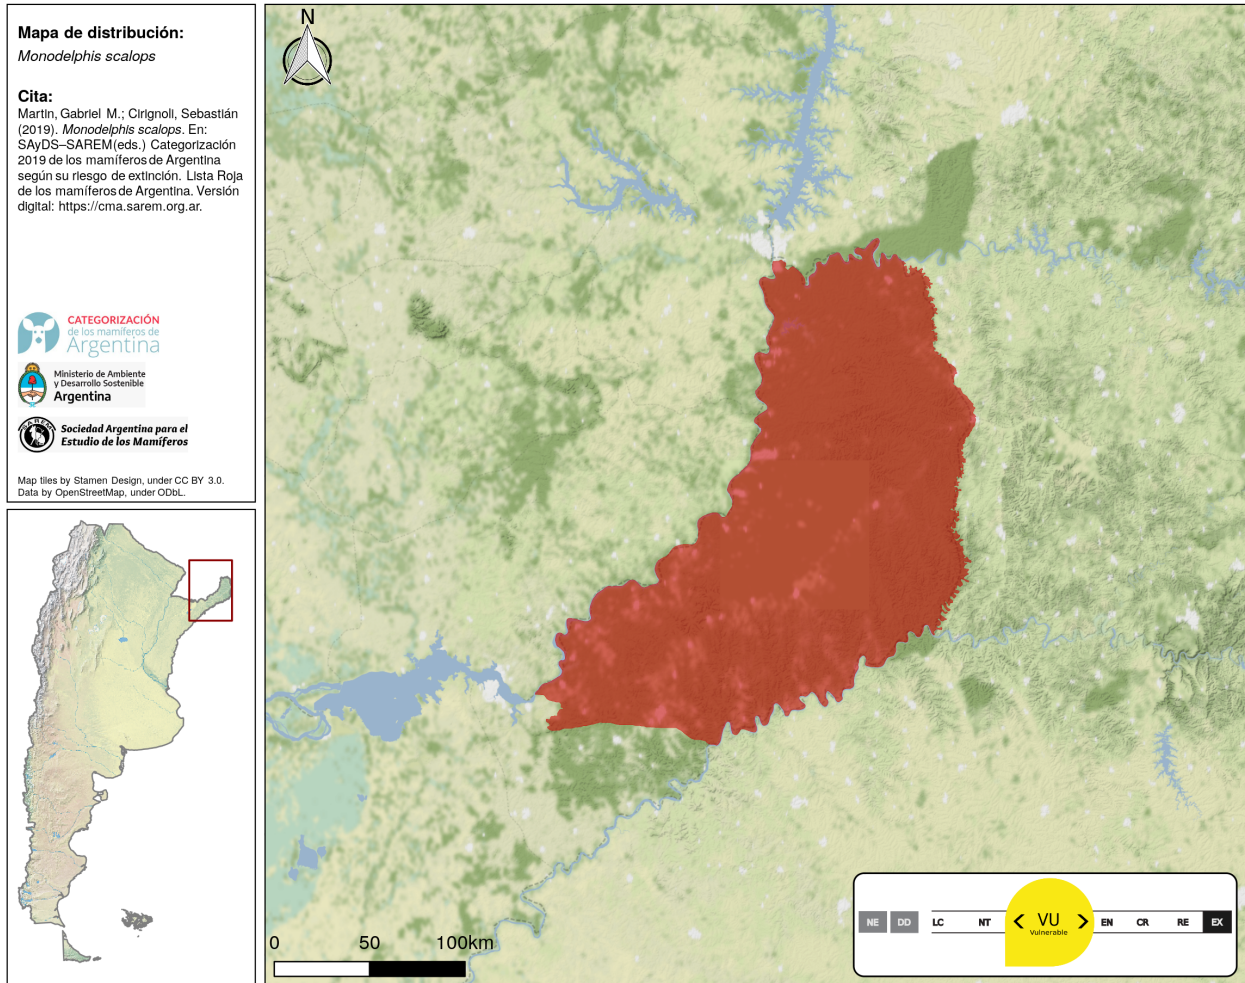 Mapa de distribución:
Monodelphis scalops
Cita:
Martin, Gabriel M.; Cirignoli, Sebastián
(2019). Monodelphis scalops. En:
SAyDS–SAREM(eds.) Categorización
2019 de los mamíferos de Argentina
según su riesgo de extinción. Lista Roja
de los mamíferos de Argentina. Versión
digital: https://cma.sarem.org.ar.
CATEGORIZACIÓN
de los mamíferos de
Argentina
Ministerio de Ambiente
y Desarrollo Sostenible
Argentina
SAREM
Sociedad Argentina para el
Estudio de los Mamíferos
Map tiles by Stamen Design, under CC BY 3.0.
Data by OpenStreetMap, under ODbL.
N
0 50 100km
NE DD LC NT VU EN CR RE EX
Vulnerable